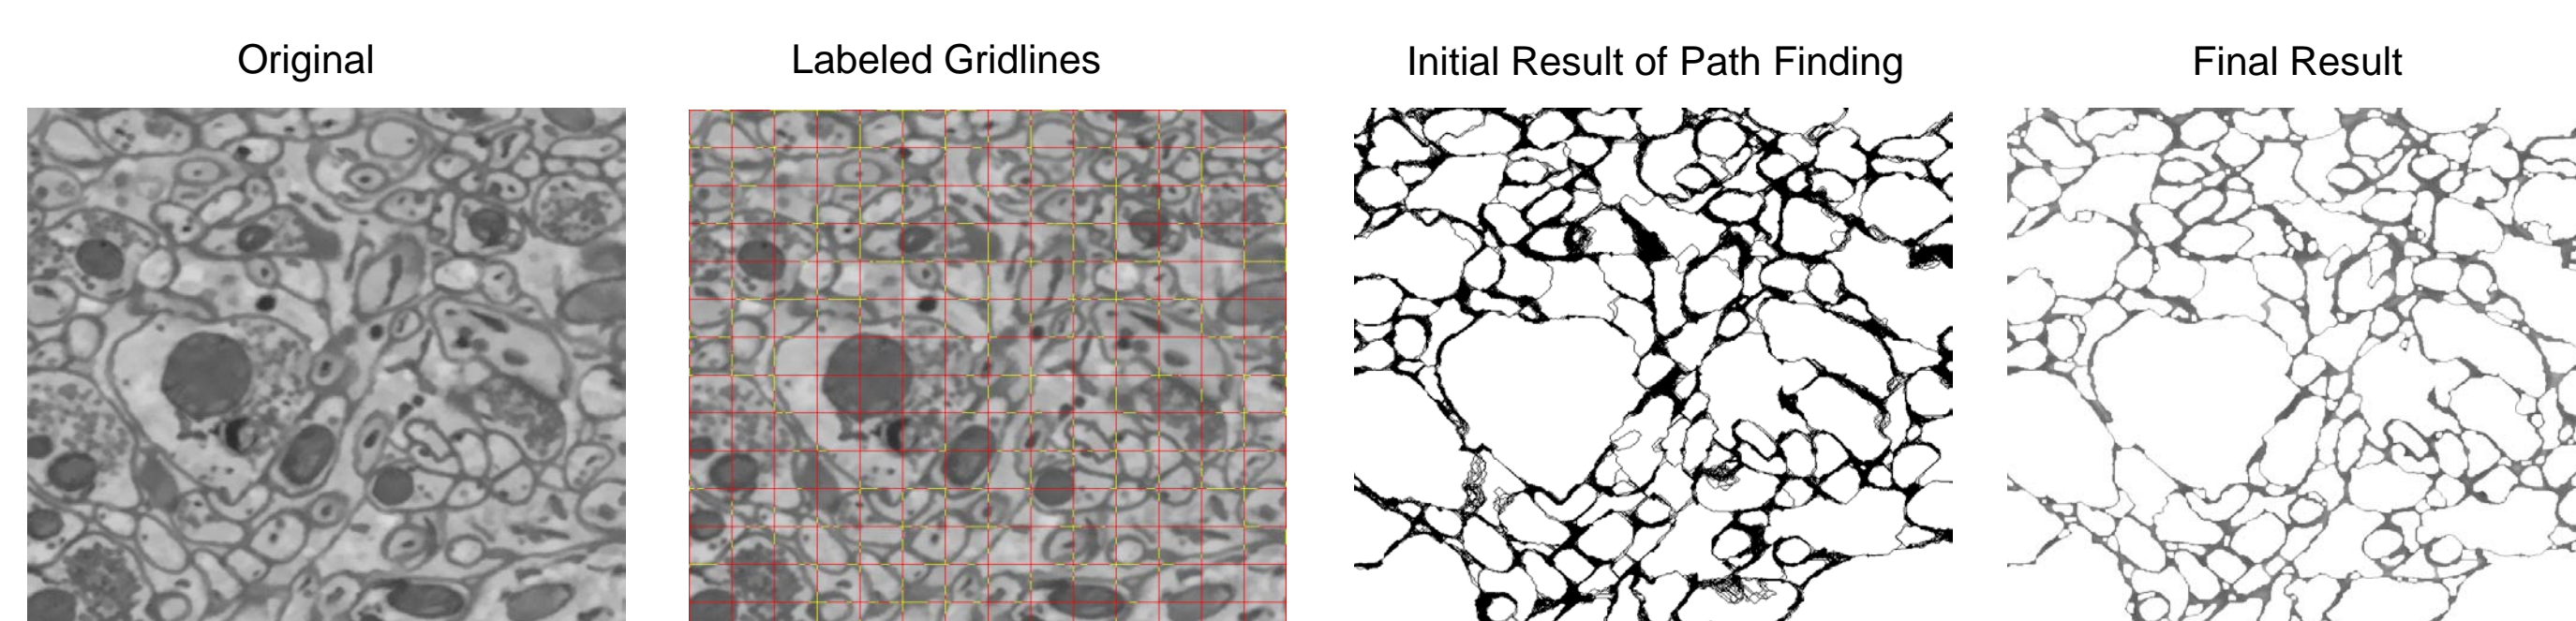 Original
Labeled Gridlines
Initial Result of Path Finding
Final Result